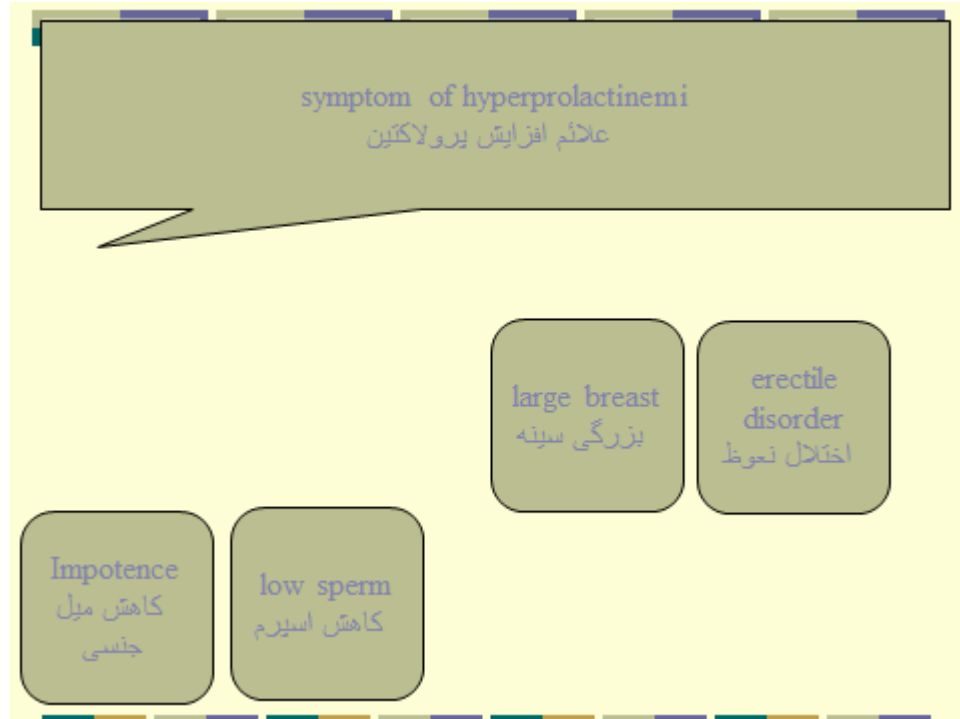 symptom of hyperprolactinemi
علائم افزایش پرولاکتین
large breast
بزرگی سینه
erectile
disorder
اختلال نعوظ
Impotence
کاهش میل
جنسی
low sperm
کاهش اسپرم